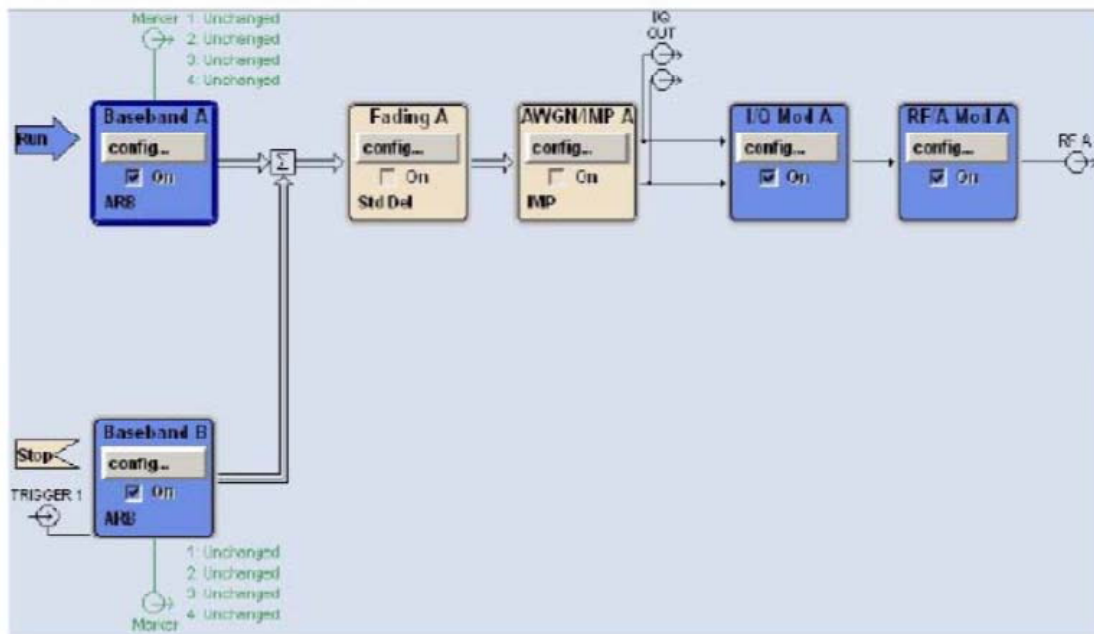 Marker 1: Unchanged
2: Unchanged
3: Unchanged
4: Unchanged
I/Q
OUT
Run
Baseband A
config...
On
ARB
Σ
Fading A
config...
On
Std Del
AWGN/IMP A
config...
On
IMP
I/Q Mod A
config...
On
RF/A Mod A
config...
On
RF A
Stop
TRIGGER 1
Baseband B
config...
On
ARB
1: Unchanged
2: Unchanged
3: Unchanged
4: Unchanged
Marker